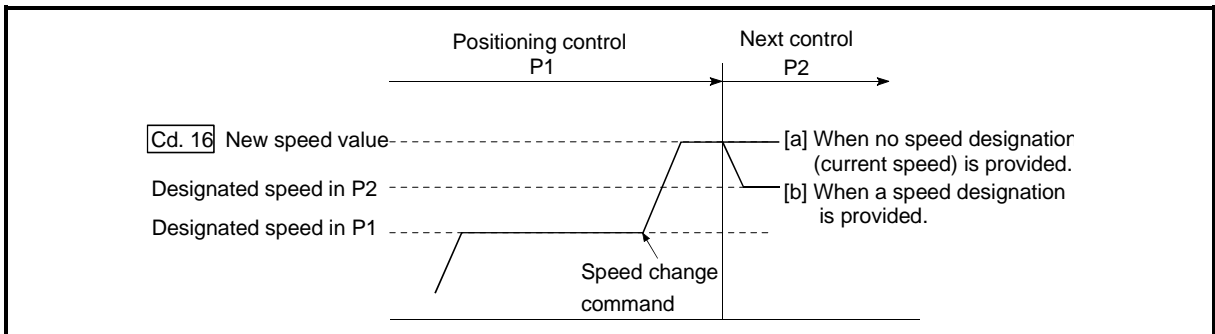 Positioning control
P1
Next control
P2
Cd. 16 New speed value
[a] When no speed designation
(current speed) is provided.
Designated speed in P2
[b] When a speed designation
is provided.
Designated speed in P1
Speed change
command